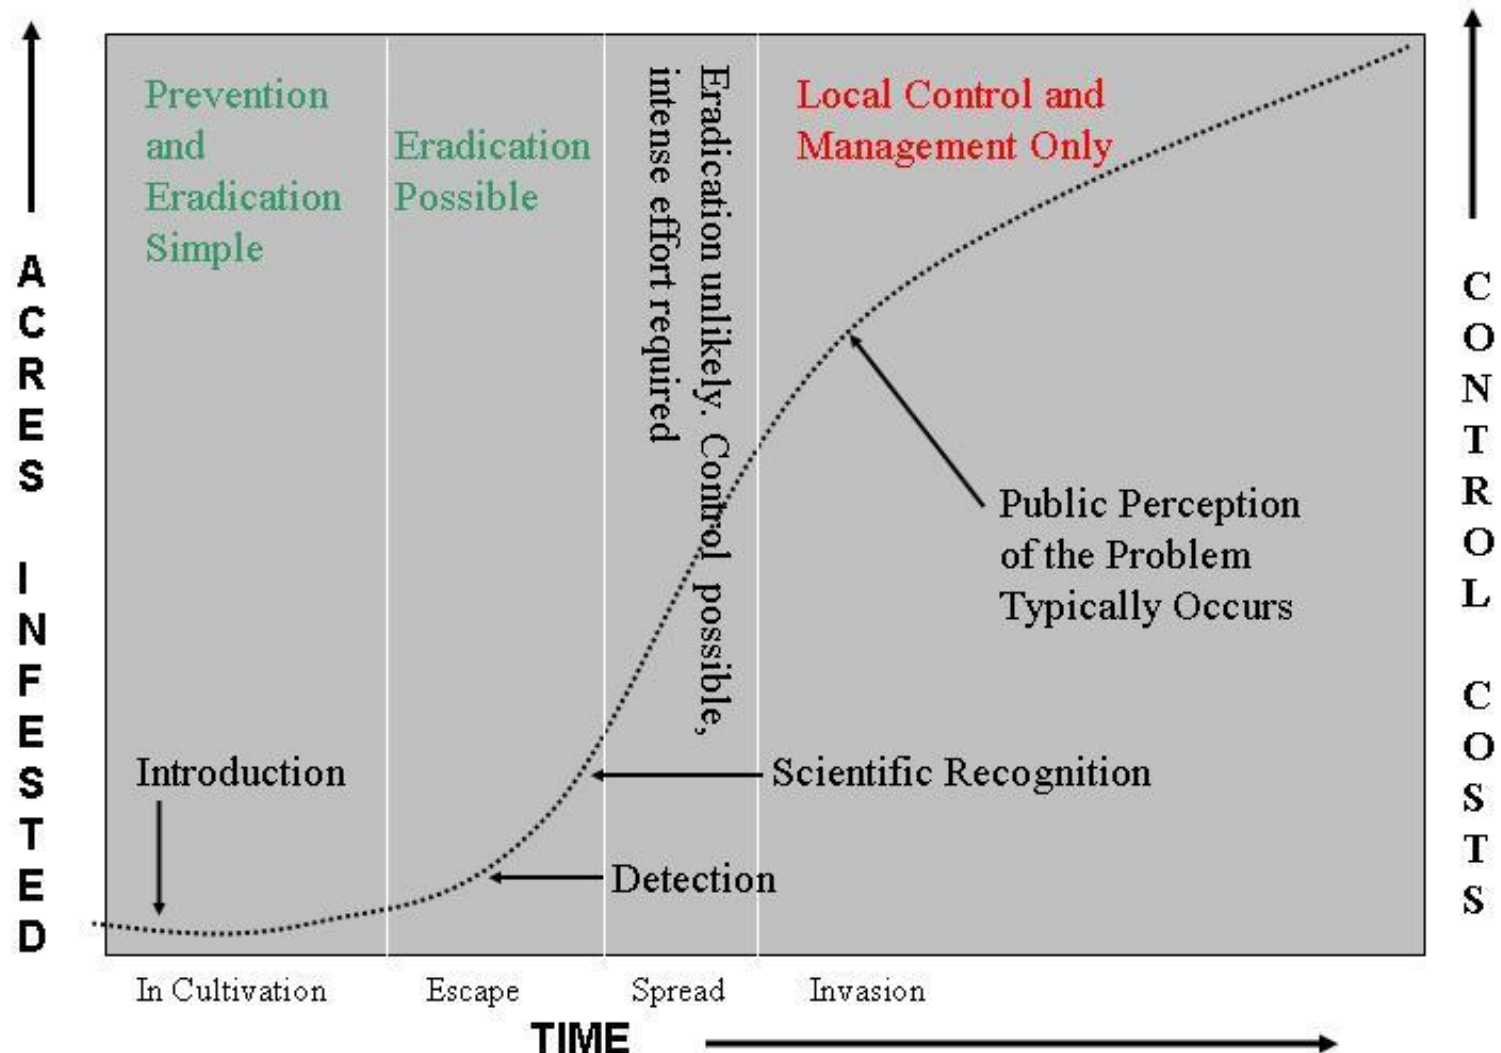 Prevention
and
Eradication
Simple
Eradication
Possible
Eradication unlikely. Control possible,
intense effort required
Local Control and
Management Only
ACRES INFESTED
CONTROL COSTS
Public Perception
of the Problem
Typically Occurs
Introduction
Scientific Recognition
Detection
In Cultivation
Escape
Spread
Invasion
TIME